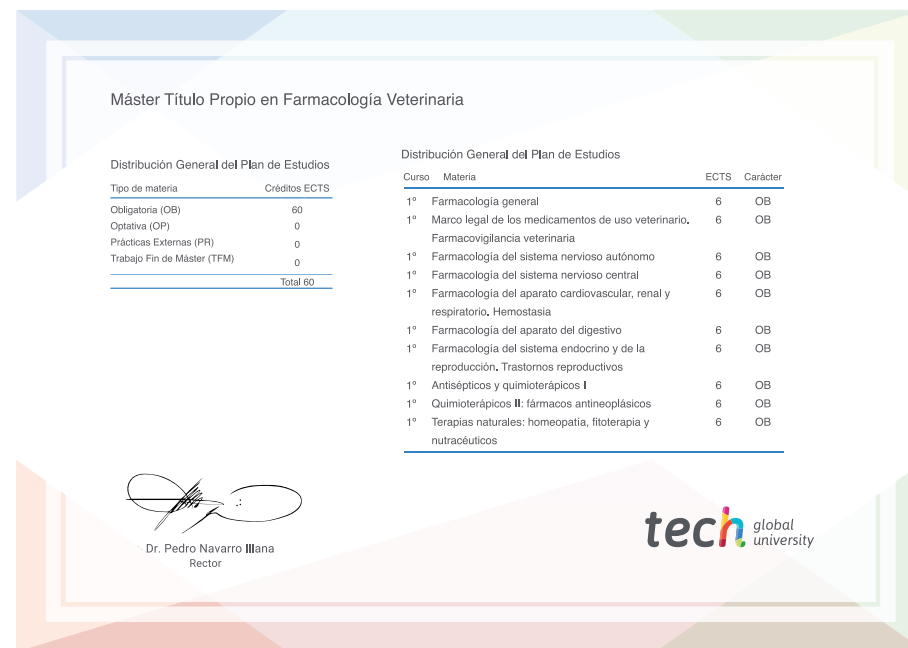 Máster Título Propio en Farmacología Veterinaria
Distribución General del Plan de Estudios
Tipo de materia Créditos ECTS
Obligatoria (OB) 60
Optativa (OP) 0
Prácticas Externas (PR) 0
Trabajo Fin de Máster (TFM) 0
Total 60
Distribución General del Plan de Estudios
Curso Materia ECTS Carácter
1º Farmacología general 6 OB
1º Marco legal de los medicamentos de uso veterinario. 6 OB
Farmacovigilancia veterinaria
1º Farmacología del sistema nervioso autónomo 6 OB
1º Farmacología del sistema nervioso central 6 OB
1º Farmacología del aparato cardiovascular, renal y 6 OB
respiratorio. Hemostasia
1º Farmacología del aparato del digestivo 6 OB
1º Farmacología del sistema endocrino y de la 6 OB
reproducción. Trastornos reproductivos
1º Antisépticos y quimioterápicos I 6 OB
1º Quimioterápicos II: fármacos antineoplásicos 6 OB
1º Terapias naturales: homeopatía, fitoterapia y 6 OB
nutracéuticos
Dr. Pedro Navarro Illana
Rector
tech global
university